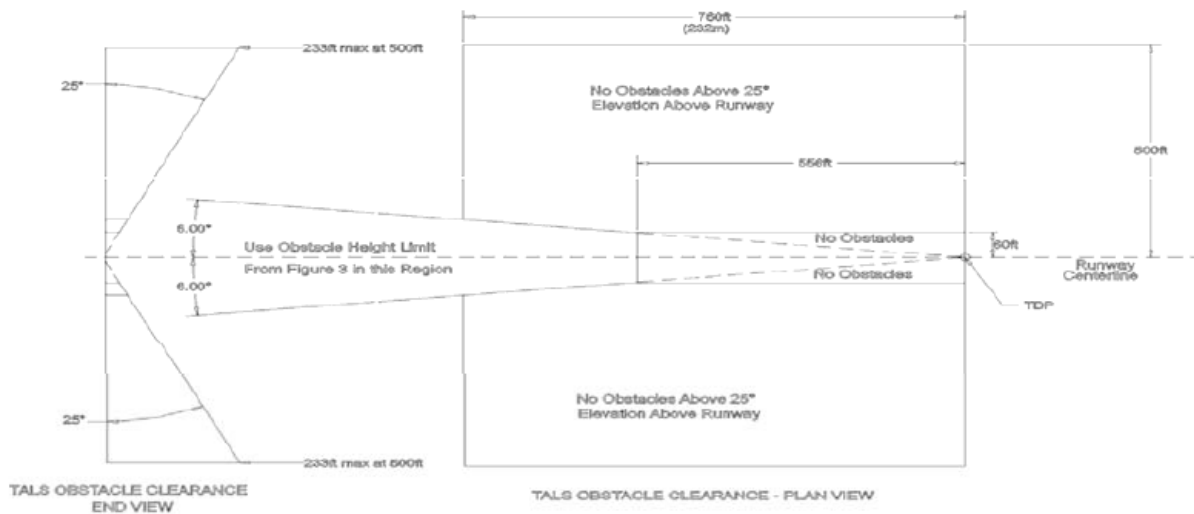 760ft
(232m)
233ft max at 500ft
25°
No Obstacles Above 25°
Elevation Above Runway
500ft
556ft
6.00°
Use Obstacle Height Limit
No Obstacles
60ft
From Figure 3 in this Region
6.00°
No Obstacles
Runway
Centerline
TDP
No Obstacles Above 25°
Elevation Above Runway
25°
233ft max at 500ft
TALS OBSTACLE CLEARANCE
END VIEW
TALS OBSTACLE CLEARANCE - PLAN VIEW